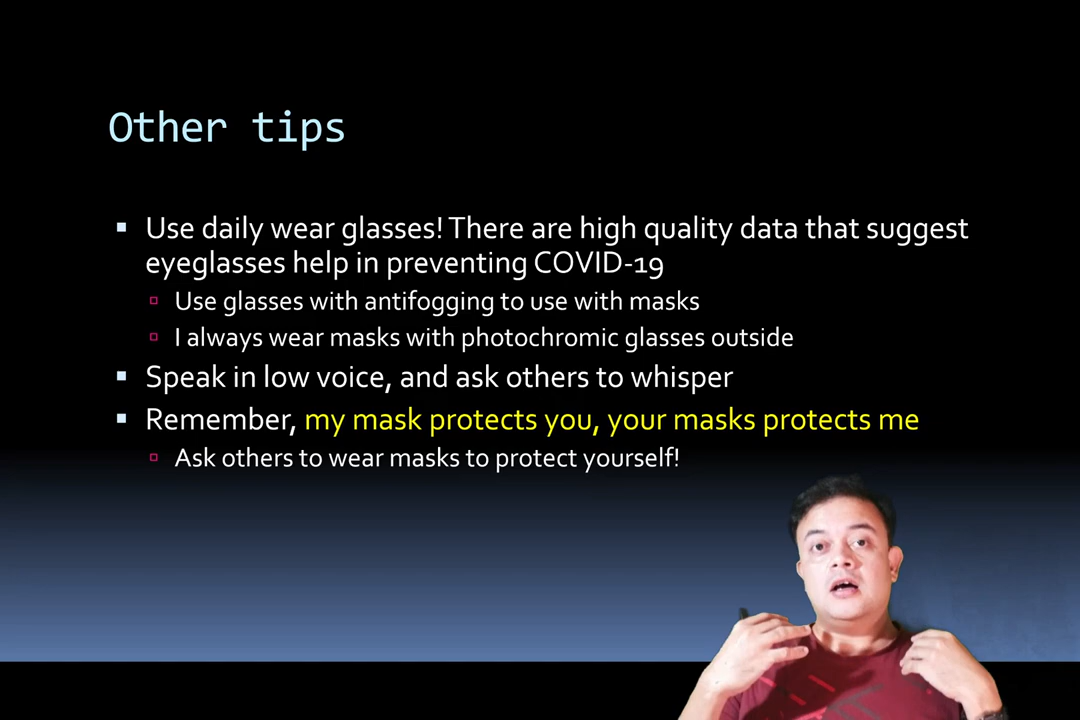 Other tips
Use daily wear glasses! There are high quality data that suggest
eyeglasses help in preventing COVID-19
Use glasses with antifogging to use with masks
I always wear masks with photochromic glasses outside
Speak in low voice, and ask others to whisper
Remember, my mask protects you, your masks protects me
Ask others to wear masks to protect yourself!